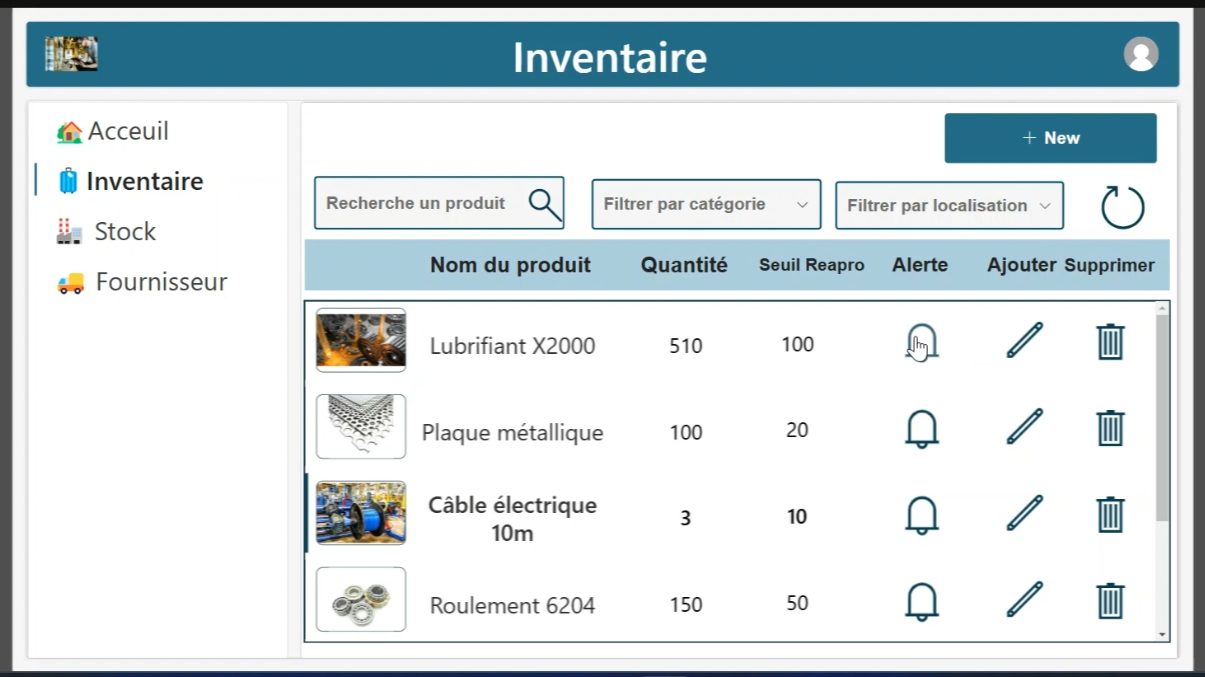 Inventaire
Acceuil
Inventaire
Stock
Fournisseur
+ New
Recherche un produit
Filtrer par catégorie
Filtrer par localisation
Nom du produit Quantité Seuil Reapro Alerte Ajouter Supprimer
Lubrifiant X2000 510 100
Plaque métallique 100 20
Câble électrique
10m 3 10
Roulement 6204 150 50